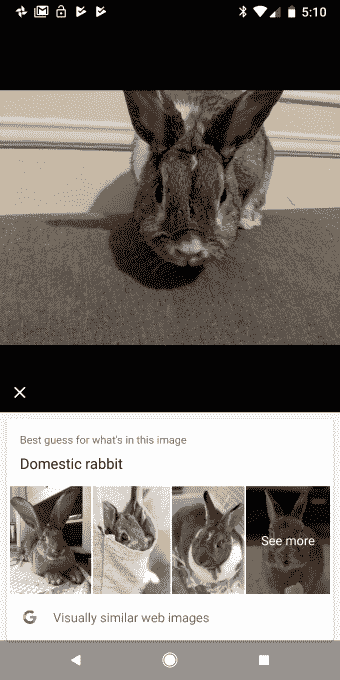 5:10
Best guess for what's in this image
Domestic rabbit
See more
Visually similar web images